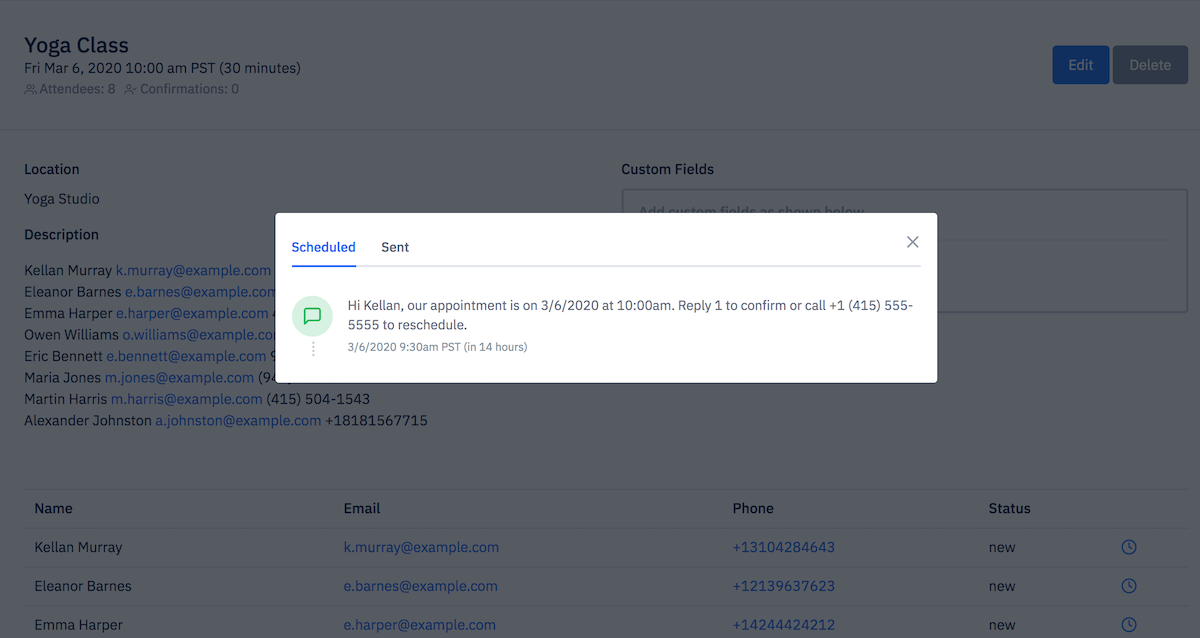 Yoga Class
Fri Mar 6, 2020 10:00 am PST (30 minutes)
Attendees: 8 Confirmations: 0
Edit
Delete
Location
Yoga Studio
Description
Kellan Murray k.murray@example.com
Eleanor Barnes e.barnes@example.com
Emma Harper e.harper@example.com
Owen Williams o.williams@example.co
Eric Bennett e.bennett@example.com 9
Maria Jones m.jones@example.com (94
Martin Harris m.harris@example.com (415) 504-1543
Alexander Johnston a.johnston@example.com +18181567715
Custom Fields
Add custom fields as shown below
Scheduled
Sent
Hi Kellan, our appointment is on 3/6/2020 at 10:00am. Reply 1 to confirm or call +1 (415) 555-
5555 to reschedule.
3/6/2020 9:30am PST (in 14 hours)
Name Email Phone Status
Kellan Murray k.murray@example.com +13104284643 new
Eleanor Barnes e.barnes@example.com +12139637623 new
Emma Harper e.harper@example.com +14244424212 new